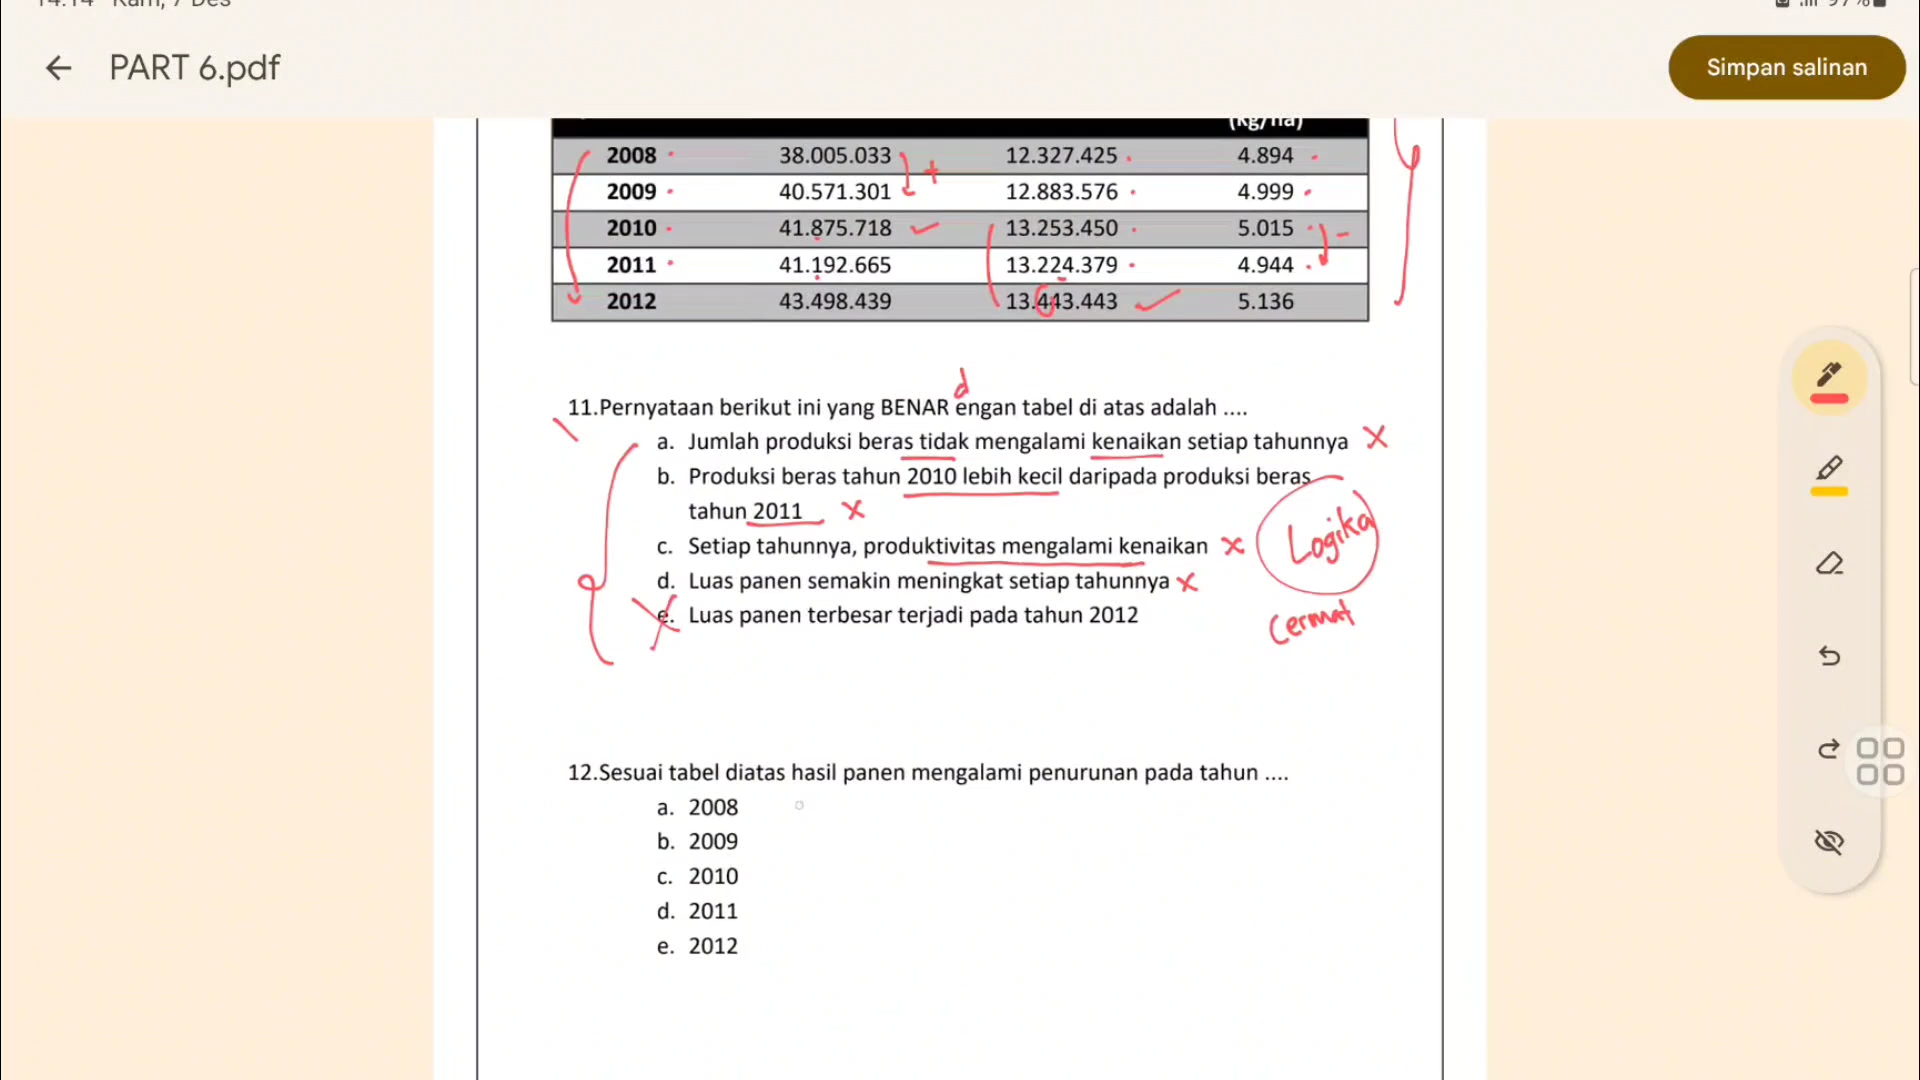 PART 6.pdf
Simpan salinan
(kg/ha)
2008 38.005.033 12.327.425 4.894
+
2009 40.571.301 12.883.576 4.999
2010 41.875.718 13.253.450 5.015
-
2011 41.192.665 13.224.379 4.944
2012 43.498.439 13.443.443 5.136
d
11.Pernyataan berikut ini yang BENAR engan tabel di atas adalah ....
a. Jumlah produksi beras tidak mengalami kenaikan setiap tahunnya
b. Produksi beras tahun 2010 lebih kecil daripada produksi beras
tahun 2011
c. Setiap tahunnya, produktivitas mengalami kenaikan
Logika
d. Luas panen semakin meningkat setiap tahunnya
e. Luas panen terbesar terjadi pada tahun 2012
Cermat
12.Sesuai tabel diatas hasil panen mengalami penurunan pada tahun ....
a. 2008
b. 2009
c. 2010
d. 2011
e. 2012